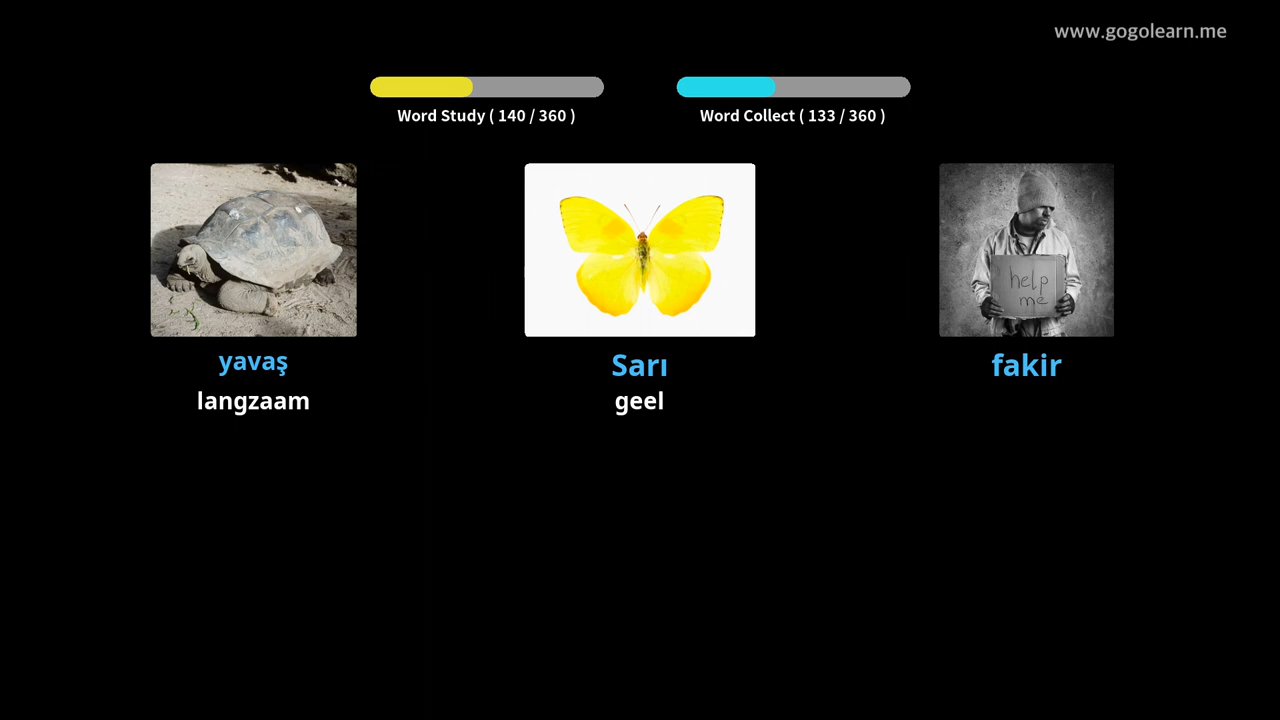 www.gogolearn.me
Word Study ( 140 / 360 )
Word Collect ( 133 / 360 )
help
me
yavaş
langzaam
Sarı
geel
fakir